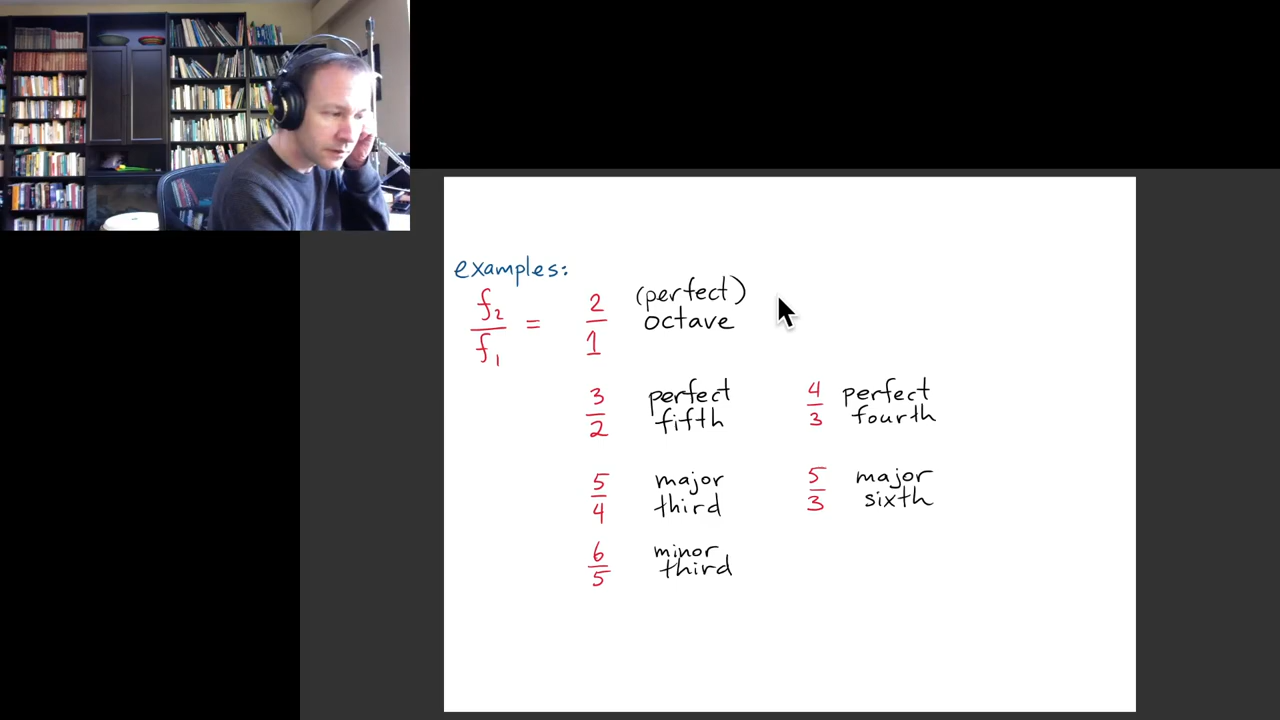 examples:
f₂/f₁ = 2/1 (perfect) octave
3/2 perfect fifth
4/3 perfect fourth
5/4 major third
5/3 major sixth
6/5 minor third